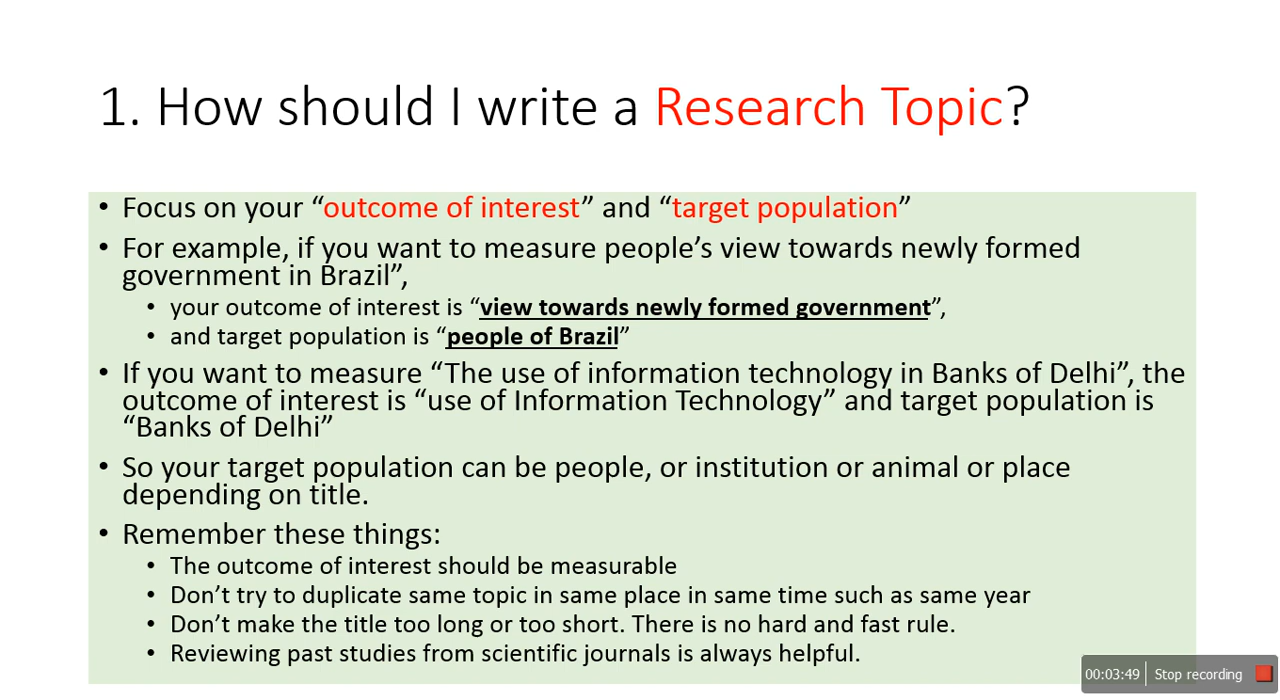 1. How should I write a Research Topic?
• Focus on your “outcome of interest” and “target population”
• For example, if you want to measure people’s view towards newly formed
government in Brazil”,
• your outcome of interest is “view towards newly formed government”,
• and target population is “people of Brazil”
• If you want to measure “The use of information technology in Banks of Delhi”, the
outcome of interest is “use of Information Technology” and target population is
“Banks of Delhi”
• So your target population can be people, or institution or animal or place
depending on title.
• Remember these things:
• The outcome of interest should be measurable
• Don’t try to duplicate same topic in same place in same time such as same year
• Don’t make the title too long or too short. There is no hard and fast rule.
• Reviewing past studies from scientific journals is always helpful.
00:03:49 Stop recording